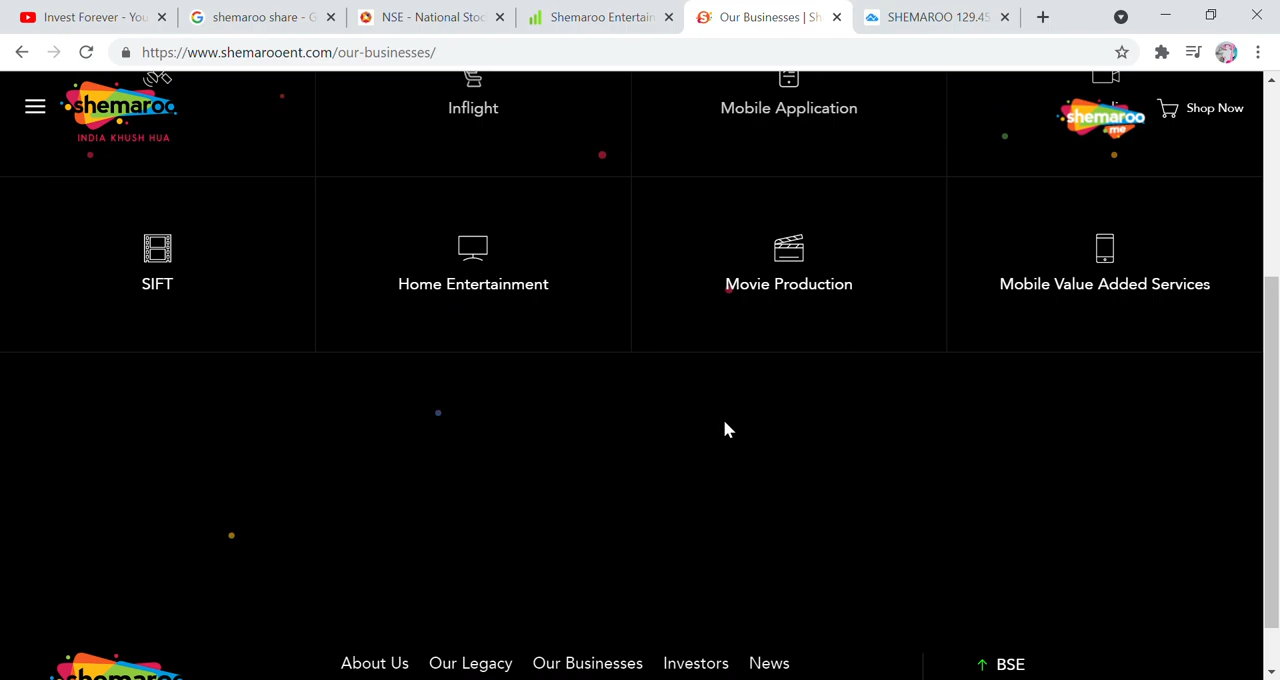 Invest Forever - You
shemaroo share - G
NSE - National Stoc
Shemaroo Entertain
Our Businesses | Sh
SHEMAROO 129.45
https://www.shemarooent.com/our-businesses/
shemaroo
INDIA KHUSH HUA
Inflight
Mobile Application
shemaroo
me
Shop Now
SIFT
Home Entertainment
Movie Production
Mobile Value Added Services
shemaroo
About Us
Our Legacy
Our Businesses
Investors
News
BSE